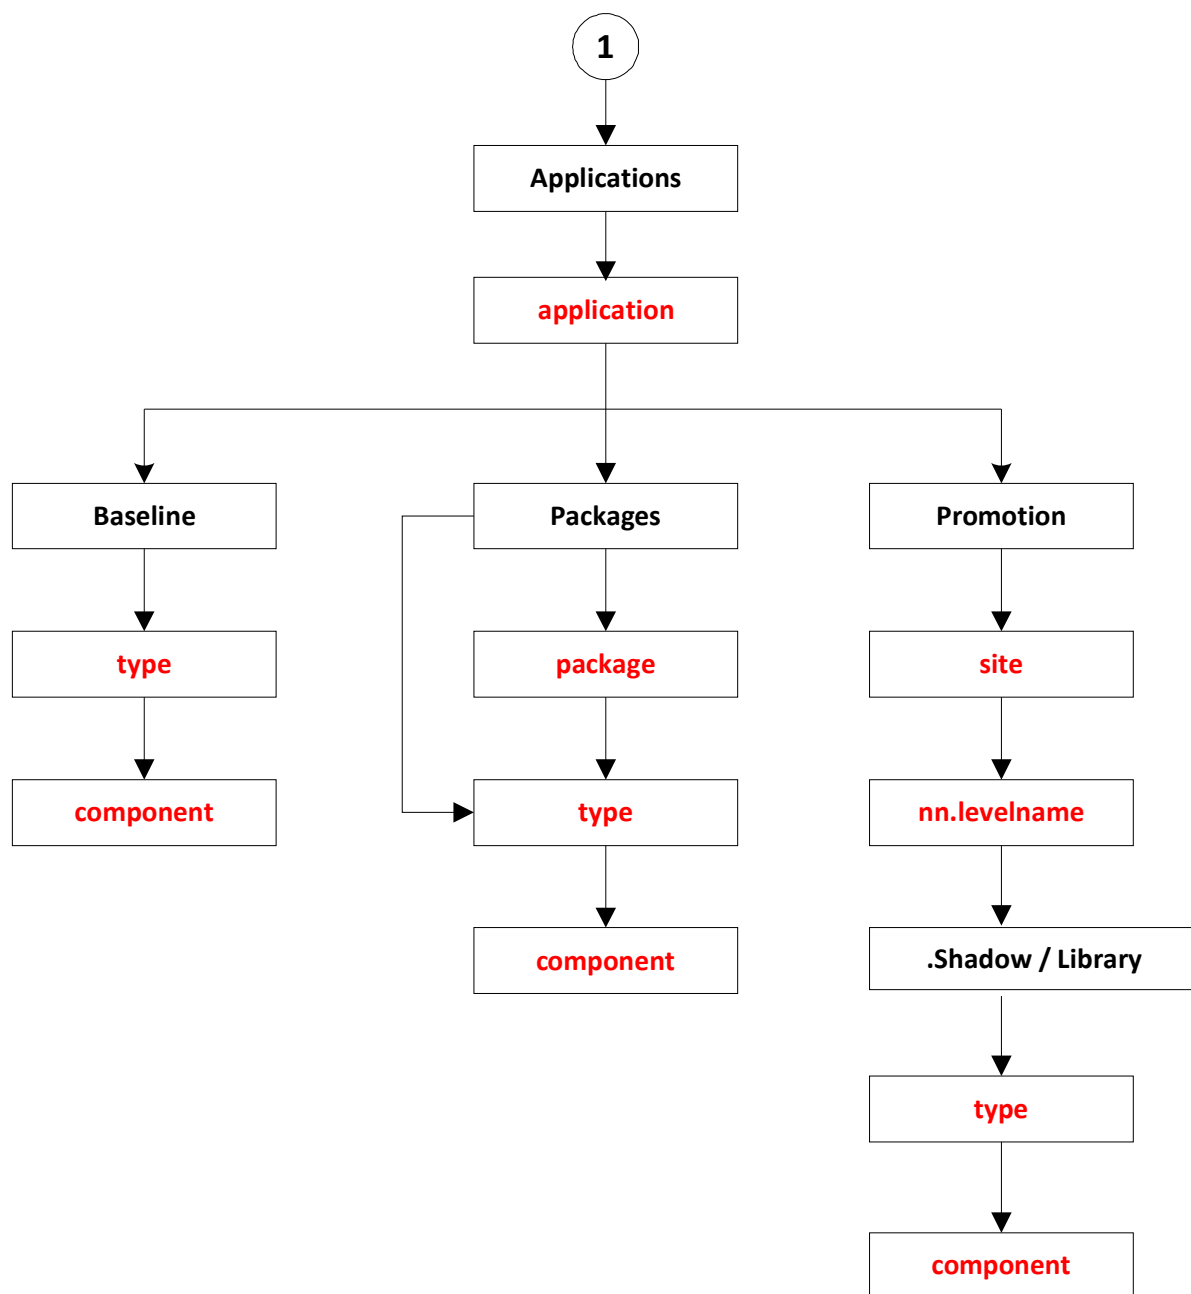 1
Applications
application
Baseline
Packages
Promotion
type
package
site
component
type
nn.levelname
component
.Shadow / Library
type
component